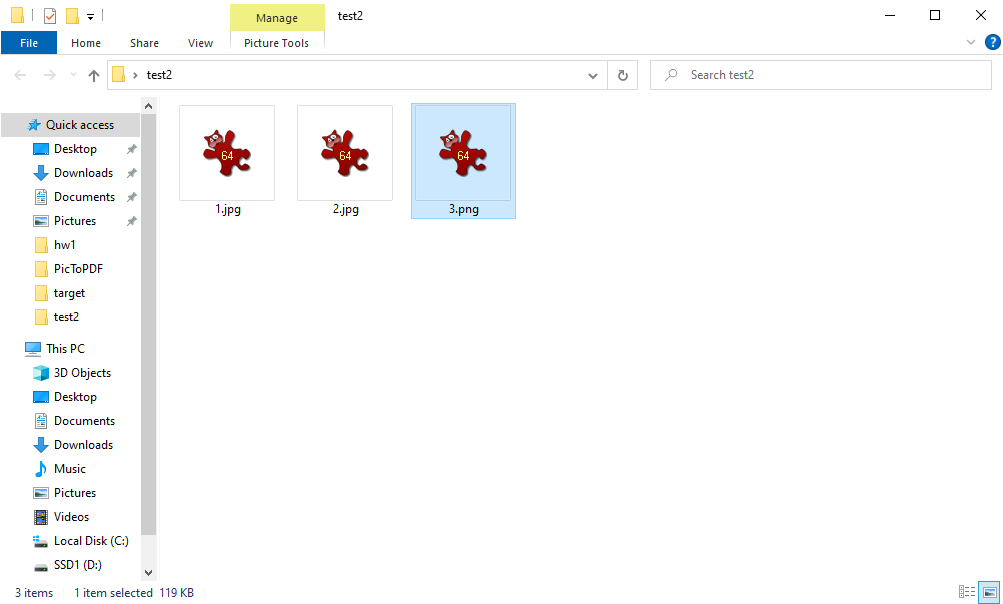 Manage
test2
File
Home
Share
View
Picture Tools
?
test2
Search test2
Quick access
Desktop
Downloads
Documents
Pictures
hw1
PicToPDF
target
test2
This PC
3D Objects
Desktop
Documents
Downloads
Music
Pictures
Videos
Local Disk (C:)
SSD1 (D:)
64
64
64
1.jpg
2.jpg
3.png
3 items
1 item selected 119 KB